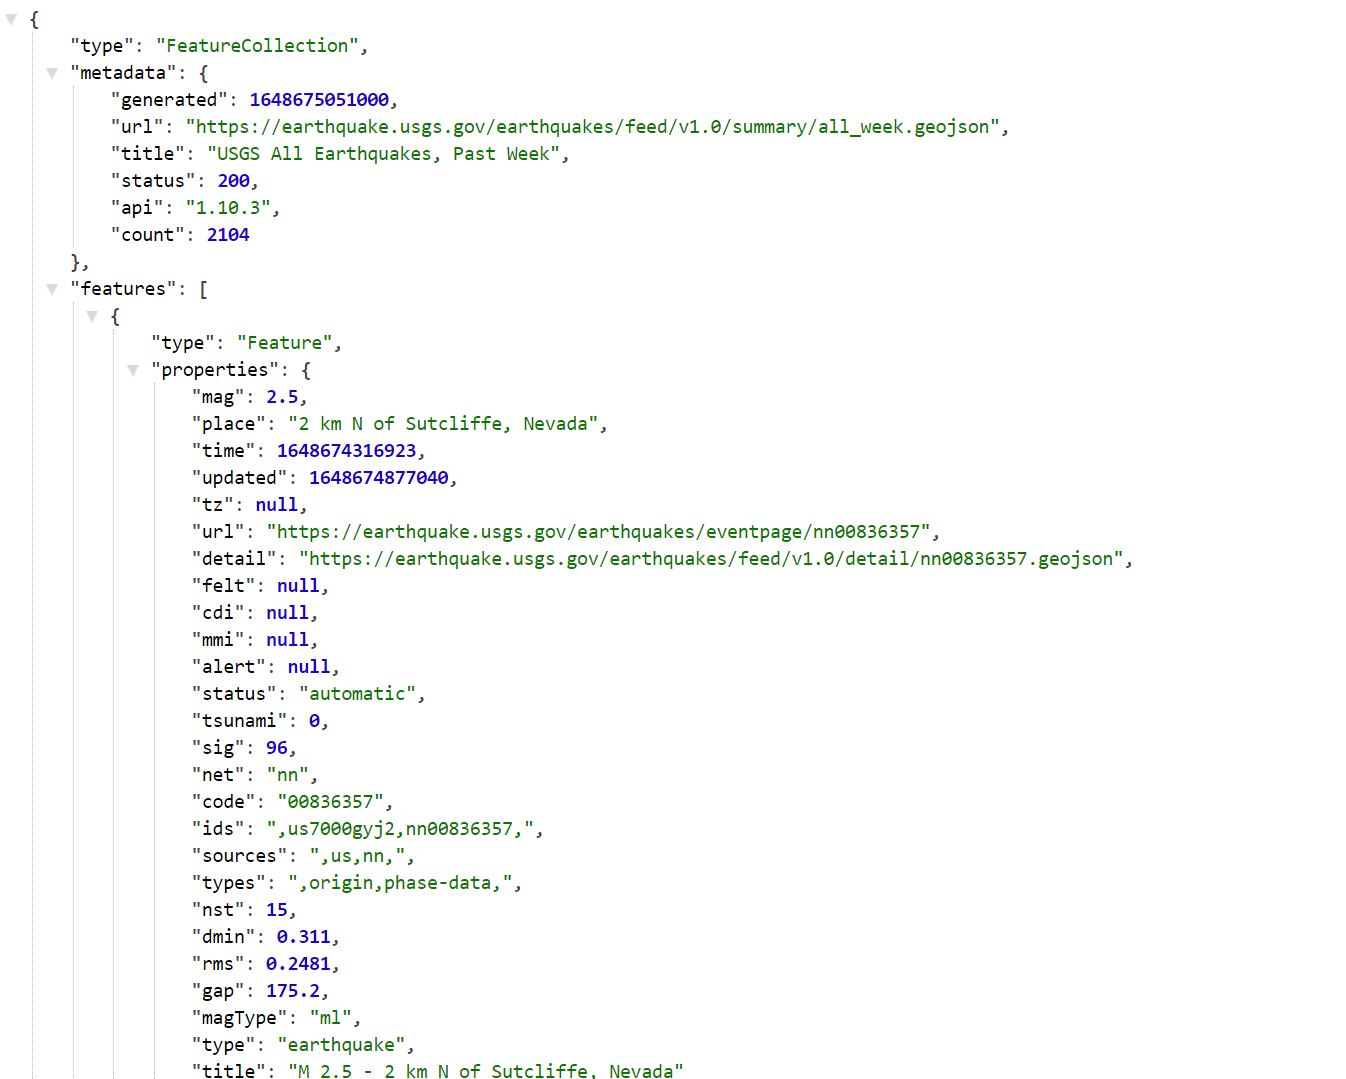 {
"type": "FeatureCollection",
"metadata": {
"generated": 1648675051000,
"url": "https://earthquake.usgs.gov/earthquakes/feed/v1.0/summary/all_week.geojson",
"title": "USGS All Earthquakes, Past Week",
"status": 200,
"api": "1.10.3",
"count": 2104
},
"features": [
{
"type": "Feature",
"properties": {
"mag": 2.5,
"place": "2 km N of Sutcliffe, Nevada",
"time": 1648674316923,
"updated": 1648674877040,
"tz": null,
"url": "https://earthquake.usgs.gov/earthquakes/eventpage/nn00836357",
"detail": "https://earthquake.usgs.gov/earthquakes/feed/v1.0/detail/nn00836357.geojson",
"felt": null,
"cdi": null,
"mmi": null,
"alert": null,
"status": "automatic",
"tsunami": 0,
"sig": 96,
"net": "nn",
"code": "00836357",
"ids": ",us7000gyj2,nn00836357,",
"sources": ",us,nn,",
"types": ",origin,phase-data,",
"nst": 15,
"dmin": 0.311,
"rms": 0.2481,
"gap": 175.2,
"magType": "ml",
"type": "earthquake",
"title": "M 2.5 - 2 km N of Sutcliffe, Nevada"